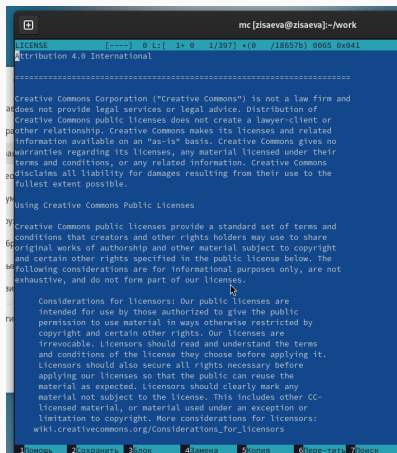 mc [zisaeva@zisaeva]:~/work
LICENSE [----] 0 L:[ 1+ 0 1/397] *(0 /18657b) 0065 0x041
Attribution 4.0 International
=======================================================================
Creative Commons Corporation ("Creative Commons") is not a law firm and
does not provide legal services or legal advice. Distribution of
Creative Commons public licenses does not create a lawyer-client or
other relationship. Creative Commons makes its licenses and related
information available on an "as-is" basis. Creative Commons gives no
warranties regarding its licenses, any material licensed under their
terms and conditions, or any related information. Creative Commons
disclaims all liability for damages resulting from their use to the
fullest extent possible.
Using Creative Commons Public Licenses
Creative Commons public licenses provide a standard set of terms and
conditions that creators and other rights holders may use to share
original works of authorship and other material subject to copyright
and certain other rights specified in the public license below. The
following considerations are for informational purposes only, are not
exhaustive, and do not form part of our licenses.
Considerations for licensors: Our public licenses are
intended for use by those authorized to give the public
permission to use material in ways otherwise restricted by
copyright and certain other rights. Our licenses are
irrevocable. Licensors should read and understand the terms
and conditions of the license they choose before applying it.
Licensors should also secure all rights necessary before
applying our licenses so that the public can reuse the
material as expected. Licensors should clearly mark any
material not subject to the license. This includes other CC-
licensed material, or material used under an exception or
limitation to copyright. More considerations for licensors:
wiki.creativecommons.org/Considerations_for_licensors
1Помощь 2Сохранить 3Блок 4Замена 5Копия 6Пере~тить 7Поиск